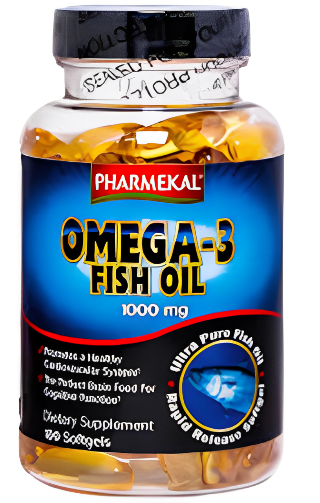 SEALED FOR YOUR
PHARMEKAL
OMEGA-3
FISH OIL
1000 mg
Promotes a Healthy
Cardiovascular System*
The Perfect Brain Food For
Cognitive Function*
Ultra Pure Fish Oil
Rapid Release Softgel
Dietary Supplement
Softgels